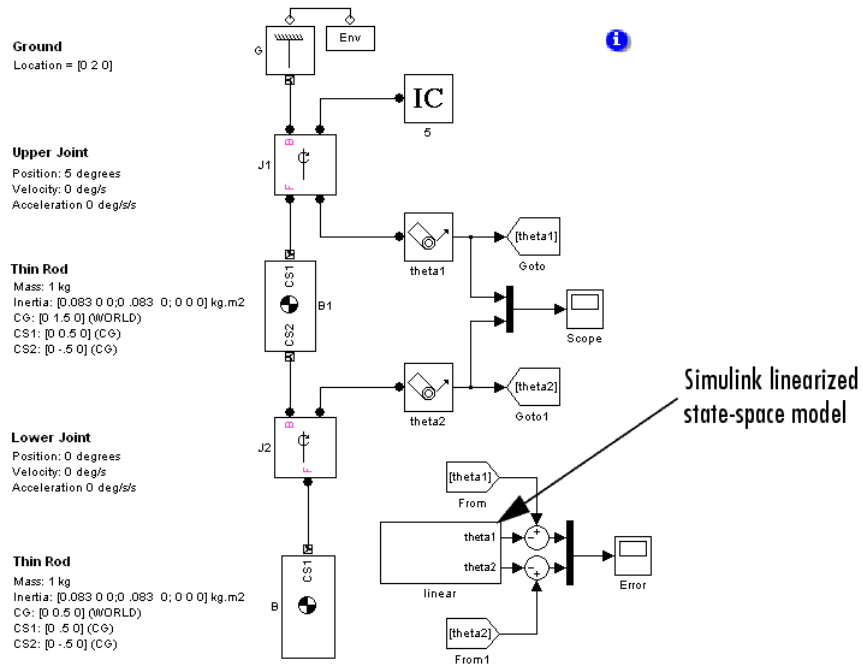 Ground
Location = [0 2 0]
G
Env
i
IC
5
Upper Joint
Position: 5 degrees
Velocity: 0 deg/s
Acceleration 0 deg/s/s
J1
B
F
theta1
[theta1]
Goto
Thin Rod
Mass: 1 kg
Inertia: [0.083 0 0;0 .083 0; 0 0 0] kg.m2
CG: [0 1.5 0] (WORLD)
CS1: [0 0.5 0] (CG)
CS2: [0 -.5 0] (CG)
CS1
CS2
B1
Scope
theta2
[theta2]
Goto1
Simulink linearized
state-space model
Lower Joint
Position: 0 degrees
Velocity: 0 deg/s
Acceleration 0 deg/s/s
J2
B
F
[theta1]
From
theta1
theta2
linear
- +
- +
Error
Thin Rod
Mass: 1 kg
Inertia: [0.083 0 0;0 .083 0; 0 0 0] kg.m2
CG: [0 0.5 0] (WORLD)
CS1: [0 .5 0] (CG)
CS2: [0 -.5 0] (CG)
CS1
B
[theta2]
From1